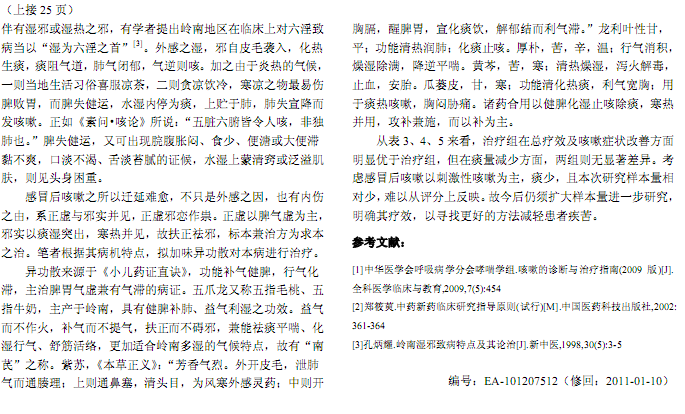 （上接 25 页）
伴有湿邪或湿热之邪，有学者提出岭南地区在临床上对六淫致
病当以“湿为六淫之首”[3]。外感之湿，邪自皮毛袭入，化热
生痰，痰阻气道，肺气闭郁，气逆则咳。加之由于炎热的气候，
一则当地生活习俗喜服凉茶，二则贪凉饮冷，寒凉之物最易伤
脾败胃，而脾失健运，水湿内停为痰，上贮于肺，肺失宣降而
发咳嗽。正如《素问•咳论》所说：“五脏六腑皆令人咳，非独
肺也。”脾失健运，又可出现脘腹胀闷、食少、便溏或大便滞
黏不爽，口淡不渴、舌淡苔腻的证候，水湿上蒙清窍或泛溢肌
肤，则见头身困重。
感冒后咳嗽之所以迁延难愈，不只是外感之因，也有内伤
之由，系正虚与邪实并见，正虚邪恋作祟。正虚以脾气虚为主，
邪实以痰湿突出，寒热并见，故扶正祛邪，标本兼治方为求本
之治。笔者根据其病机特点，拟加味异功散对本病进行治疗。
异功散来源于《小儿药证直诀》，功能补气健脾，行气化
滞，主治脾胃气虚兼有气滞的病证。五爪龙又称五指毛桃、五
指牛奶，主产于岭南，具有健脾补肺、益气利湿之功效。益气
而不作火，补气而不提气，扶正而不碍邪，兼能祛痰平喘、化
湿行气、舒筋活络，更加适合岭南多湿的气候特点，故有“南
芪”之称。紫苏，《本草正义》：“芳香气烈。外开皮毛，泄肺
气而通腠理；上则通鼻塞，清头目，为风寒外感灵药；中则开
胸膈，醒脾胃，宣化痰饮，解郁结而利气滞。”龙利叶性甘，
平；功能清热润肺；化痰止咳。厚朴，苦，辛，温；行气消积，
燥湿除满，降逆平喘。黄芩，苦，寒；清热燥湿，泻火解毒，
止血，安胎。瓜蒌皮，甘，寒；功能清化热痰，利气宽胸；用
于痰热咳嗽，胸闷胁痛。诸药合用以健脾化湿止咳除痰，寒热
并用，攻补兼施，而以补为主。
从表 3、4、5 来看，治疗组在总疗效及咳嗽症状改善方面
明显优于治疗组，但在痰量减少方面，两组则无显著差异。考
虑感冒后咳嗽以刺激性咳嗽为主，痰少，且本次研究样本量相
对少，难以从评分上反映。故今后仍须扩大样本量进一步研究，
明确其疗效，以寻找更好的方法减轻患者疾苦。
参考文献：
[1]中华医学会呼吸病学分会哮喘学组.咳嗽的诊断与治疗指南(2009 版)[J].
全科医学临床与教育,2009,7(5):454
[2]郑筱萸.中药新药临床研究指导原则(试行)[M].中国医药科技出版社,2002:
361-364
[3]孔炳耀.岭南湿邪致病特点及其论治[J].新中医,1998,30(5):3-5
编号：EA-101207512（修回：2011-01-10）